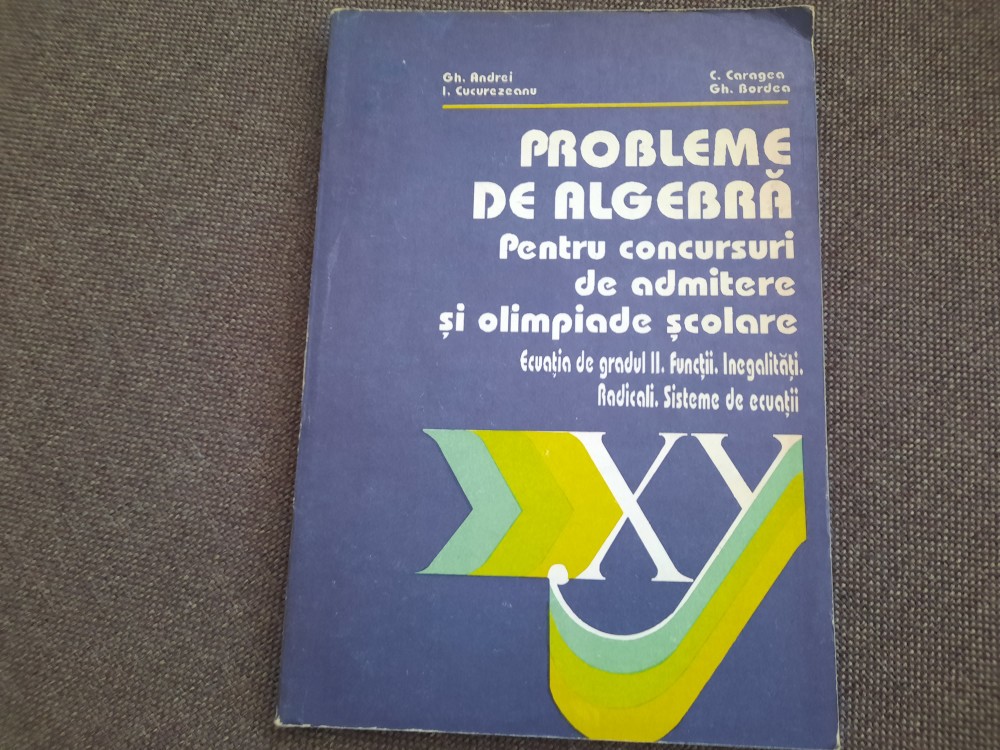 Gh. Andrei
I. Cucurezeanu
C. Caragea
Gh. Bordea
PROBLEME
DE ALGEBRĂ
Pentru concursuri
de admitere
și olimpiade școlare
Ecuația de gradul II. Funcții. Inegalități.
Radicali. Sisteme de ecuații
XY